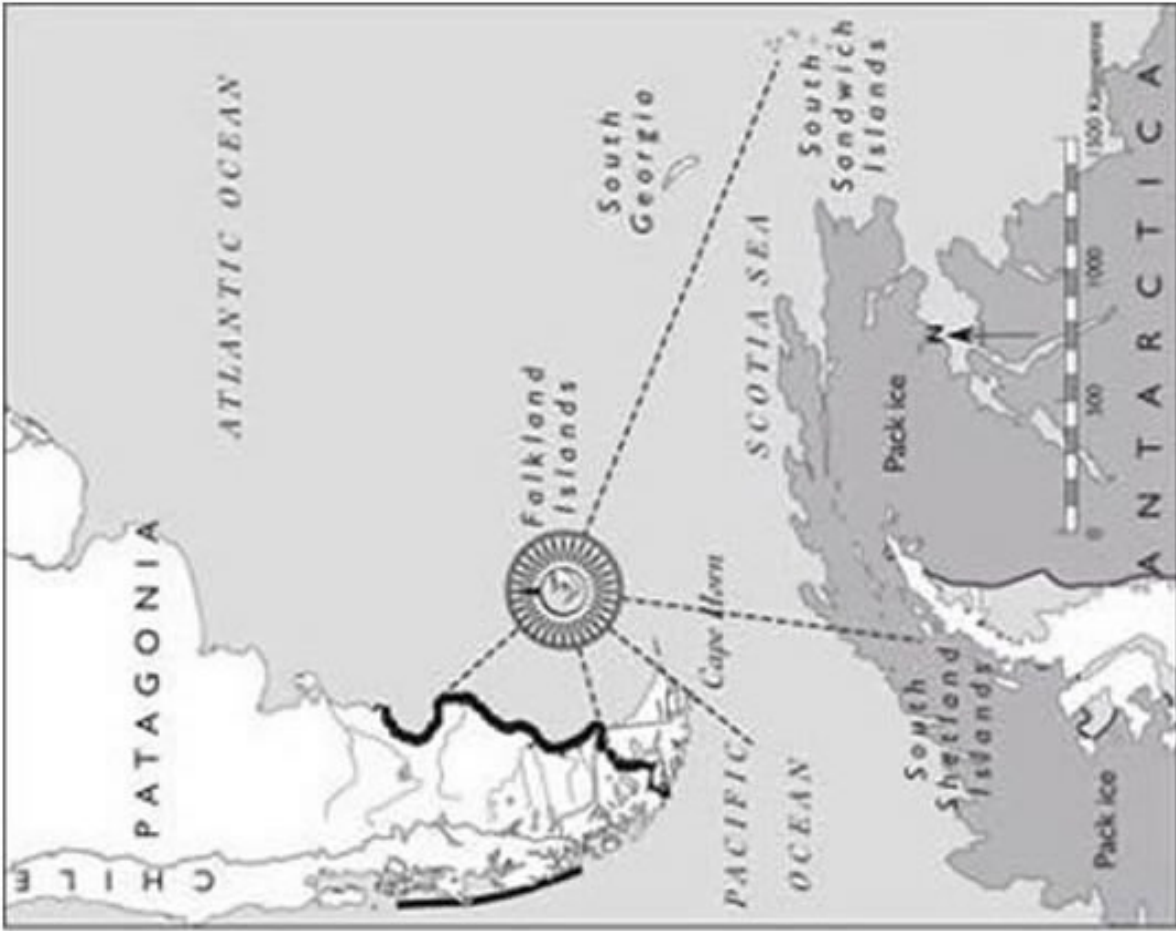 CHILE
PATAGONIA
ATLANTIC OCEAN
Falkland
Islands
South
Georgia
South
Sandwich
Islands
SCOTIA SEA
Cape Horn
PACIFIC
OCEAN
South
Shetland
Islands
Pack ice
Pack ice
N
0 500 1000 1500 Kilometres
ANTARCTICA